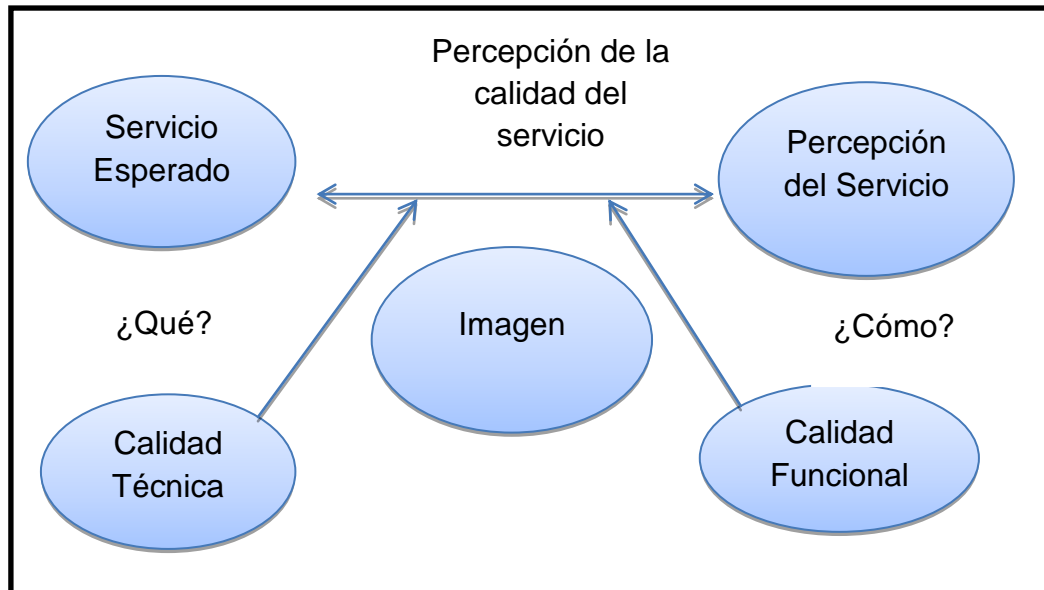 Percepción de la
calidad del
servicio
Servicio
Esperado
Percepción
del Servicio
¿Qué?
Imagen
¿Cómo?
Calidad
Técnica
Calidad
Funcional